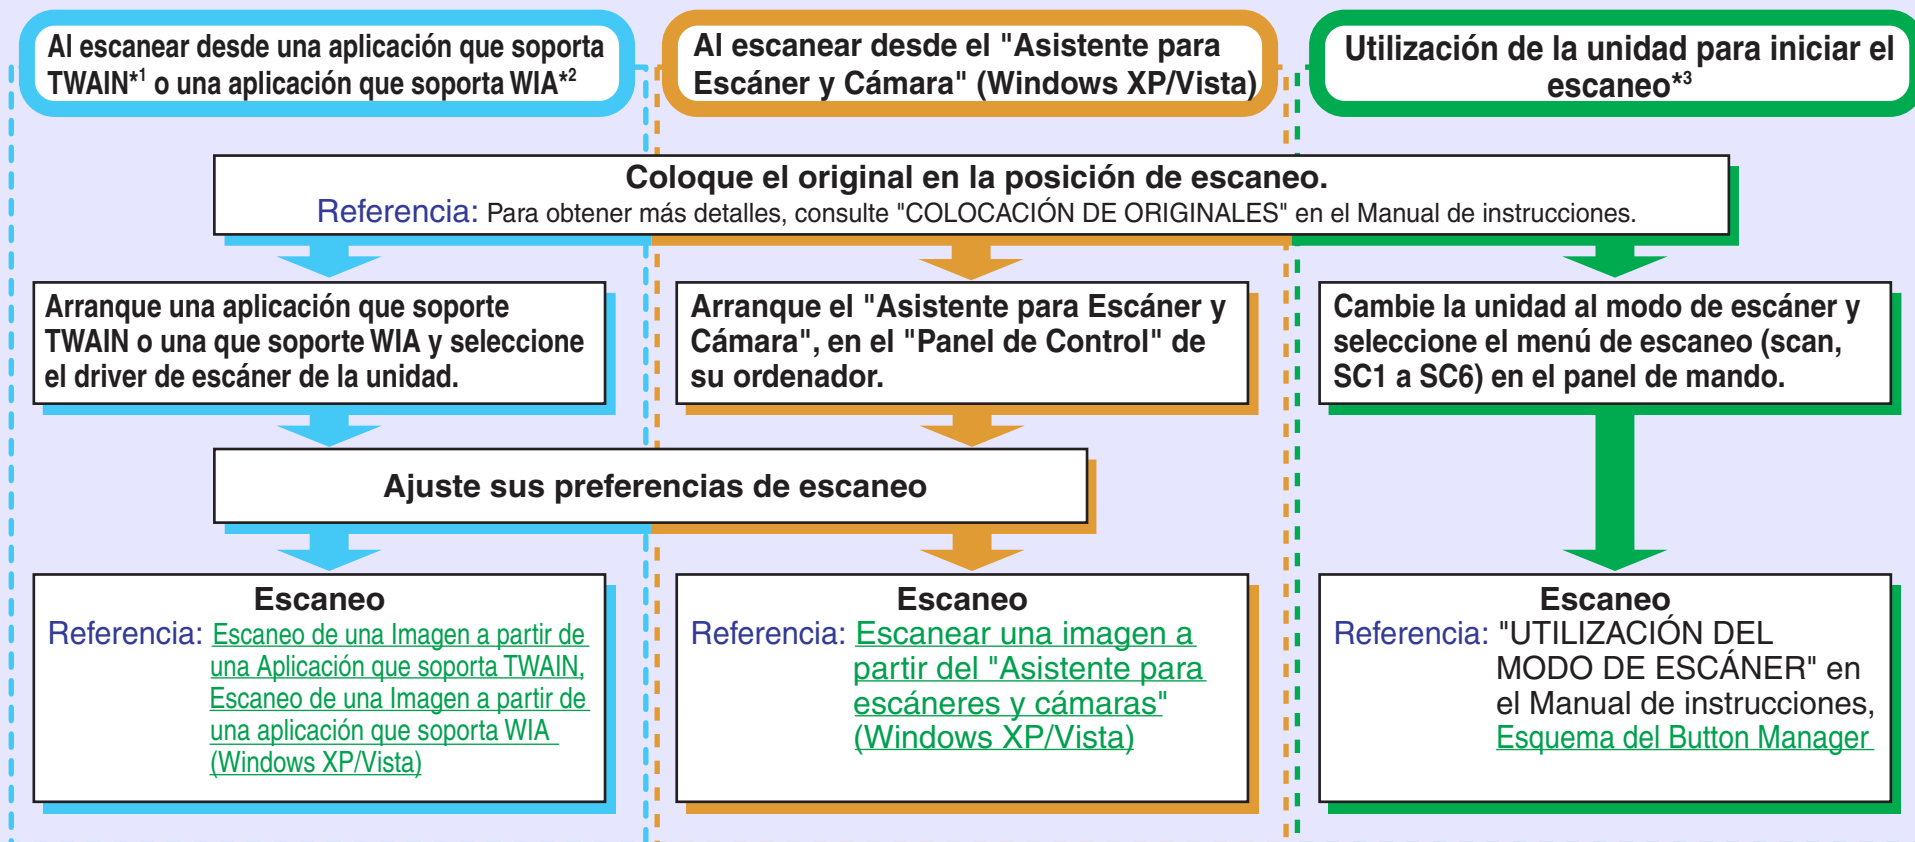 Al escanear desde una aplicación que soporta
TWAIN*1 o una aplicación que soporta WIA*2
Al escanear desde el "Asistente para
Escáner y Cámara" (Windows XP/Vista)
Utilización de la unidad para iniciar el
escaneo*3
Coloque el original en la posición de escaneo.
Referencia: Para obtener más detalles, consulte "COLOCACIÓN DE ORIGINALES" en el Manual de instrucciones.
Arranque una aplicación que soporte
TWAIN o una que soporte WIA y seleccione
el driver de escáner de la unidad.
Arranque el "Asistente para Escáner y
Cámara", en el "Panel de Control" de
su ordenador.
Cambie la unidad al modo de escáner y
seleccione el menú de escaneo (scan,
SC1 a SC6) en el panel de mando.
Ajuste sus preferencias de escaneo
Escaneo
Referencia: Escaneo de una Imagen a partir de
una Aplicación que soporta TWAIN,
Escaneo de una Imagen a partir de
una aplicación que soporta WIA
(Windows XP/Vista)
Escaneo
Referencia: Escanear una imagen a
partir del "Asistente para
escáneres y cámaras"
(Windows XP/Vista)
Escaneo
Referencia: "UTILIZACIÓN DEL
MODO DE ESCÁNER" en
el Manual de instrucciones,
Esquema del Button Manager